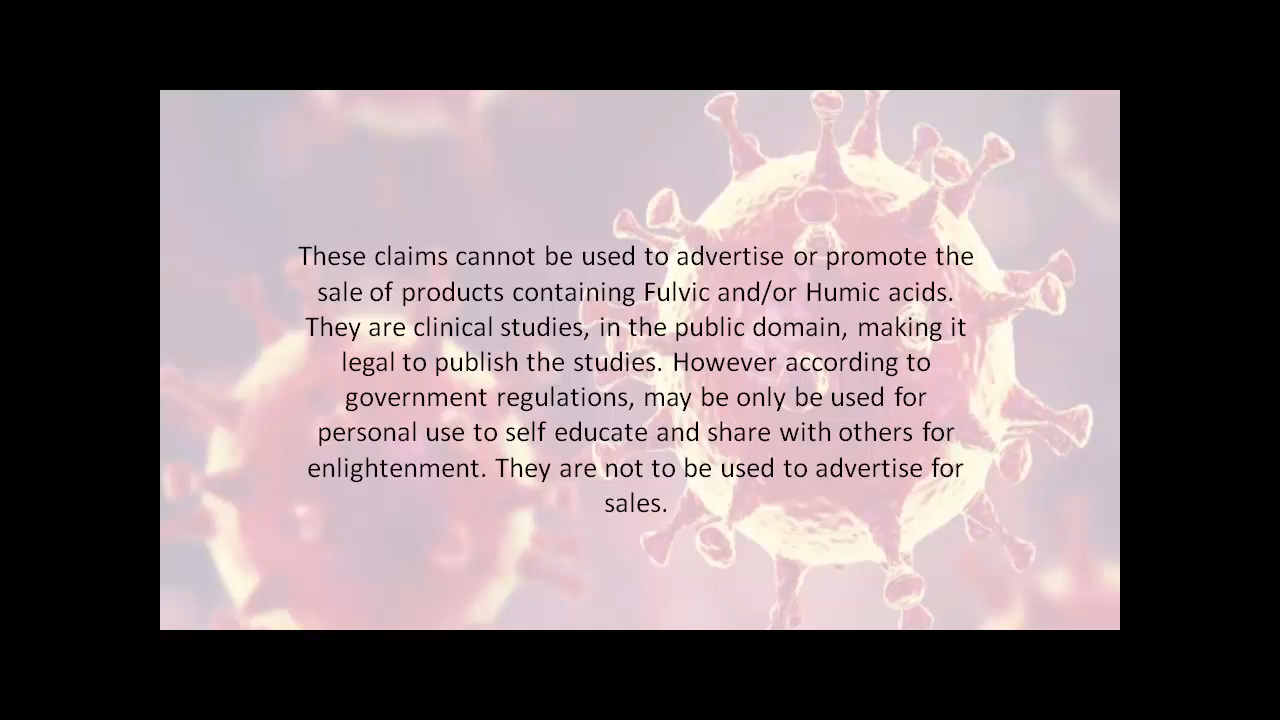 These claims cannot be used to advertise or promote the
sale of products containing Fulvic and/or Humic acids.
They are clinical studies, in the public domain, making it
legal to publish the studies. However according to
government regulations, may be only be used for
personal use to self educate and share with others for
enlightenment. They are not to be used to advertise for
sales.